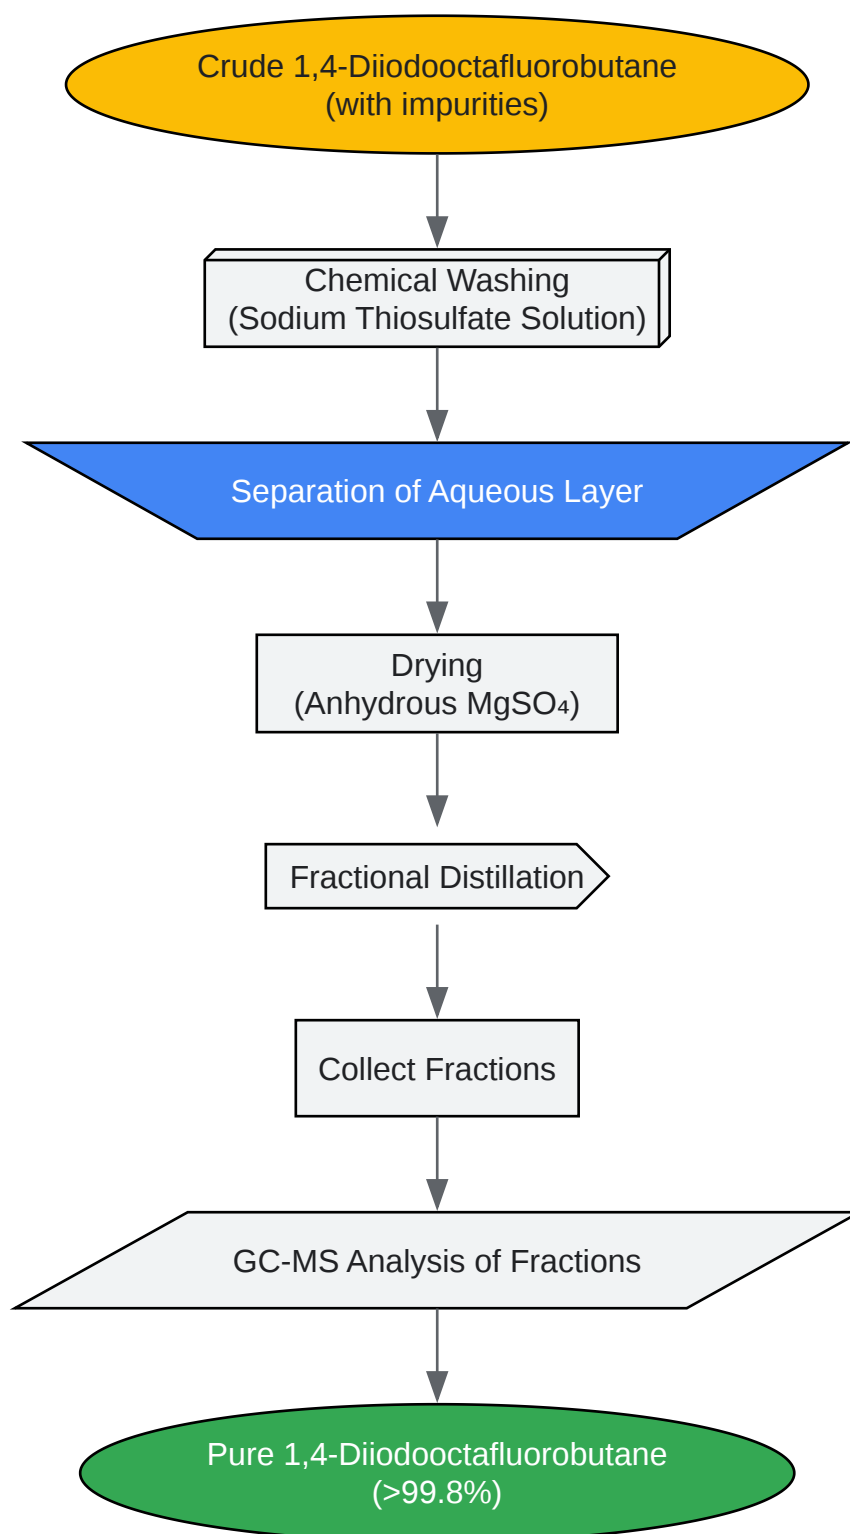 Crude 1,4-Diiodooctafluorobutane
(with impurities)
Chemical Washing
(Sodium Thiosulfate Solution)
Separation of Aqueous Layer
Drying
(Anhydrous MgSO₄)
Fractional Distillation
Collect Fractions
GC-MS Analysis of Fractions
Pure 1,4-Diiodooctafluorobutane
(>99.8%)